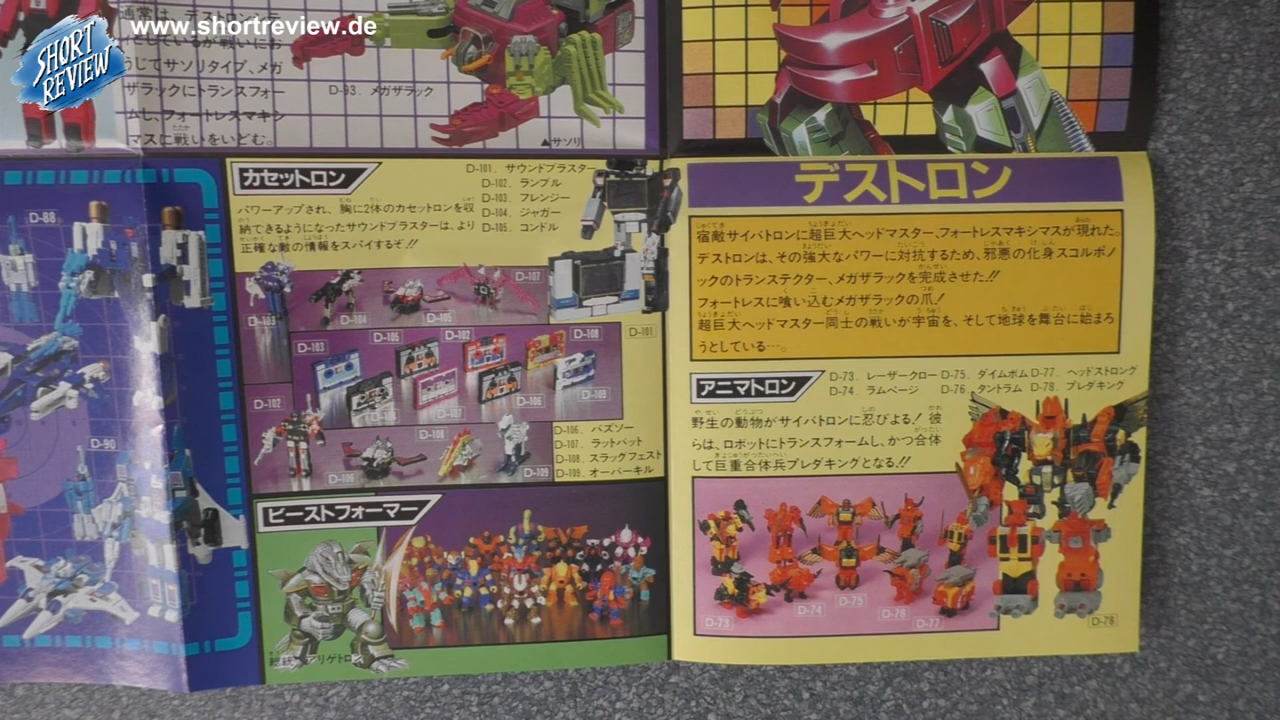 www.shortreview.de
SHORT
REVIEW
うじてサソリタイプ、メガ
ザラックにトランスフォー
ムし、フォートレスマキシ
マスに戦いをいどむ。
D-93. メガザラック
▲サソリ
D-88
D-90
カセットロン
パワーアップされ、胸に2体のカセットロンを収
納できるようになったサウンドブラスターは、より
正確な敵の情報をスパイするぞ!!
D-101. サウンドブラスター
D-102. ランブル
D-103. フレンジー
D-104. ジャガー
D-105. コンドル
D-103
D-104
D-105
D-107
D-101
D-103
D-105
D-102
D-108
D-107
D-106
D-109
D-102
D-108
D-109
D-106. バズソー
D-107. ラットバット
D-108. スラッグフェスト
D-109. オーバーキル
ビーストフォーマー
デストロン
宿敵サイバトロンに超巨大ヘッドマスター、フォートレスマキシマスが現れた。
デストロンは、その強大なパワーに対抗するため、邪悪の化身スコルポノ
ックのトランステクター、メガザラックを完成させた!!
フォートレスに喰い込むメガザラックの爪!
超巨大ヘッドマスター同士の戦いが宇宙を、そして地球を舞台に始まろ
うとしている…。
アニマトロン
D-73. レーザークロー D-75. ダイムボム D-77. ヘッドストロング
D-74. ラムページ D-76. タントラム D-78. プレダキング
野生の動物がサイバトロンに忍びよる! 彼
らは、ロボットにトランスフォームし、かつ合体
して巨重合体兵プレダキングとなる!!
D-73
D-74
D-75
D-76
D-77
D-78